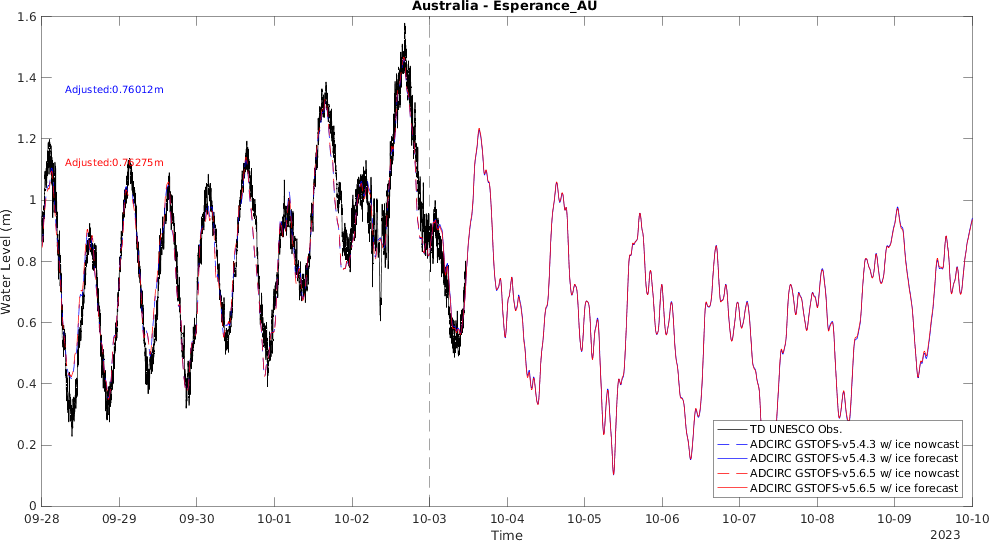 Australia - Esperance_AU
1.6
1.4
1.2
1
0.8
0.6
0.4
0.2
0
Water Level (m)
Adjusted:0.76012m
Adjusted:0.75275m
TD UNESCO Obs.
ADCIRC GSTOFS-v5.4.3 w/ ice nowcast
ADCIRC GSTOFS-v5.4.3 w/ ice forecast
ADCIRC GSTOFS-v5.6.5 w/ ice nowcast
ADCIRC GSTOFS-v5.6.5 w/ ice forecast
09-28 09-29 09-30 10-01 10-02 10-03 10-04 10-05 10-06 10-07 10-08 10-09 10-10
Time
2023